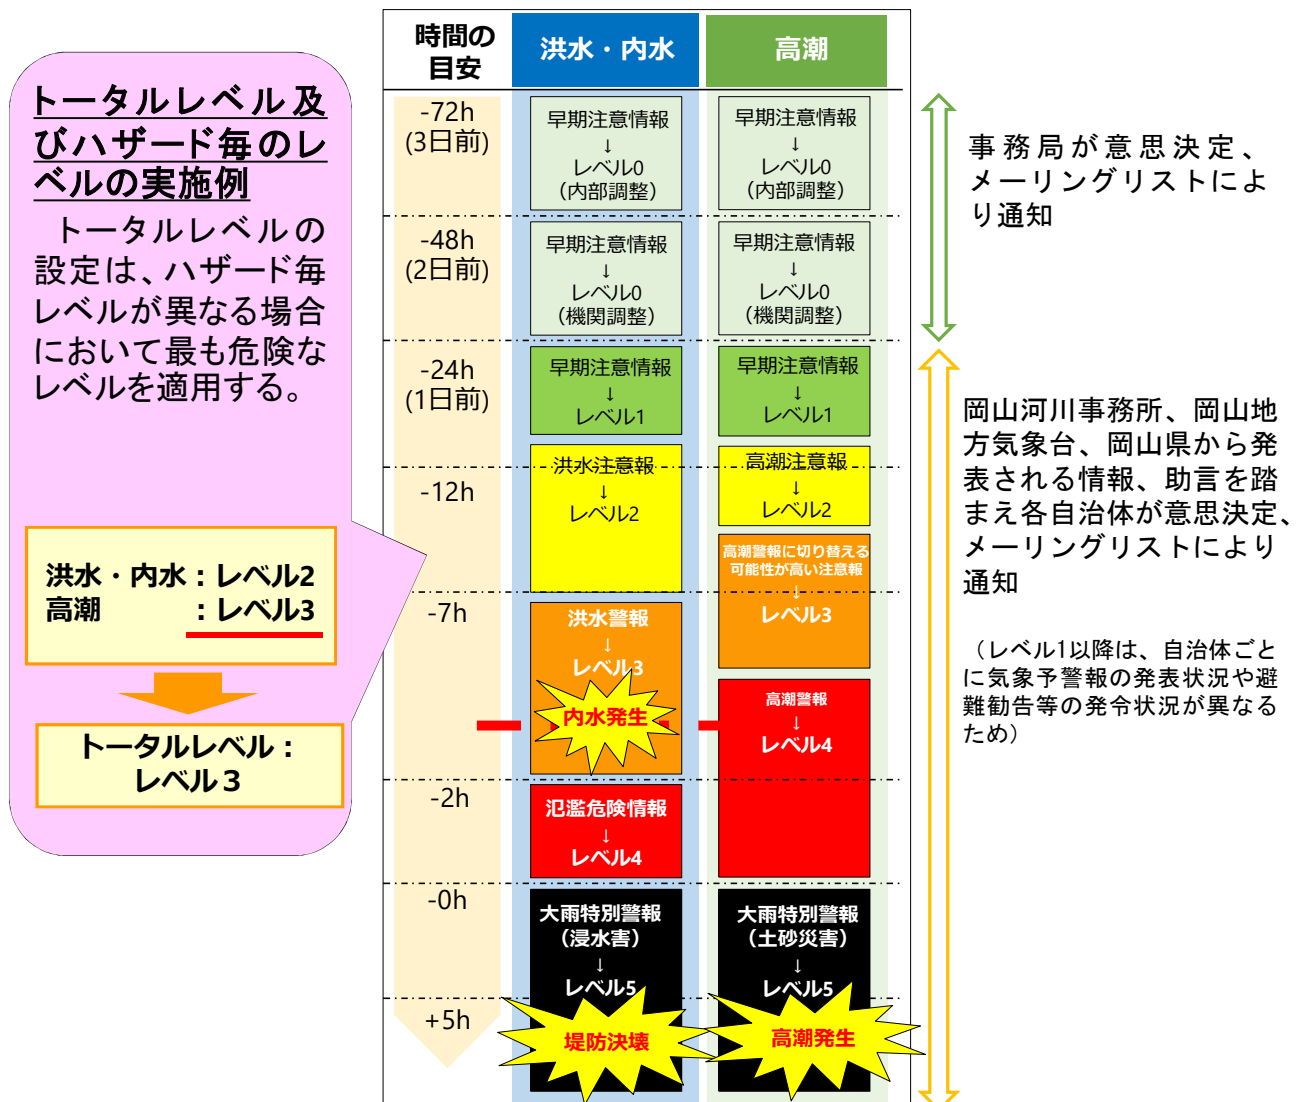 トータルレベル及
びハザード毎のレ
ベルの実施例
トータルレベルの
設定は、ハザード毎
レベルが異なる場合
において最も危険な
レベルを適用する。
洪水・内水：レベル2
高潮　　　：レベル3
トータルレベル：
レベル３
時間の
目安
-72h
(3日前)
-48h
(2日前)
-24h
(1日前)
-12h
-7h
-2h
-0h
+5h
洪水・内水
早期注意情報
↓
レベル0
（内部調整）
早期注意情報
↓
レベル0
（機関調整）
早期注意情報
↓
レベル1
洪水注意報
↓
レベル2
洪水警報
↓
レベル3
内水発生
氾濫危険情報
↓
レベル4
大雨特別警報
（浸水害）
↓
レベル5
堤防決壊
高潮
早期注意情報
↓
レベル0
（内部調整）
早期注意情報
↓
レベル0
（機関調整）
早期注意情報
↓
レベル1
高潮注意報
↓
レベル2
高潮警報に切り替える
可能性が高い注意報
↓
レベル3
高潮警報
↓
レベル4
大雨特別警報
（土砂災害）
↓
レベル5
高潮発生
事務局が意思決定、
メーリングリストによ
り通知
岡山河川事務所、岡山地
方気象台、岡山県から発
表される情報、助言を踏
まえ各自治体が意思決定、
メーリングリストにより
通知
（レベル1以降は、自治体ごと
に気象予警報の発表状況や避
難勧告等の発令状況が異なる
ため）